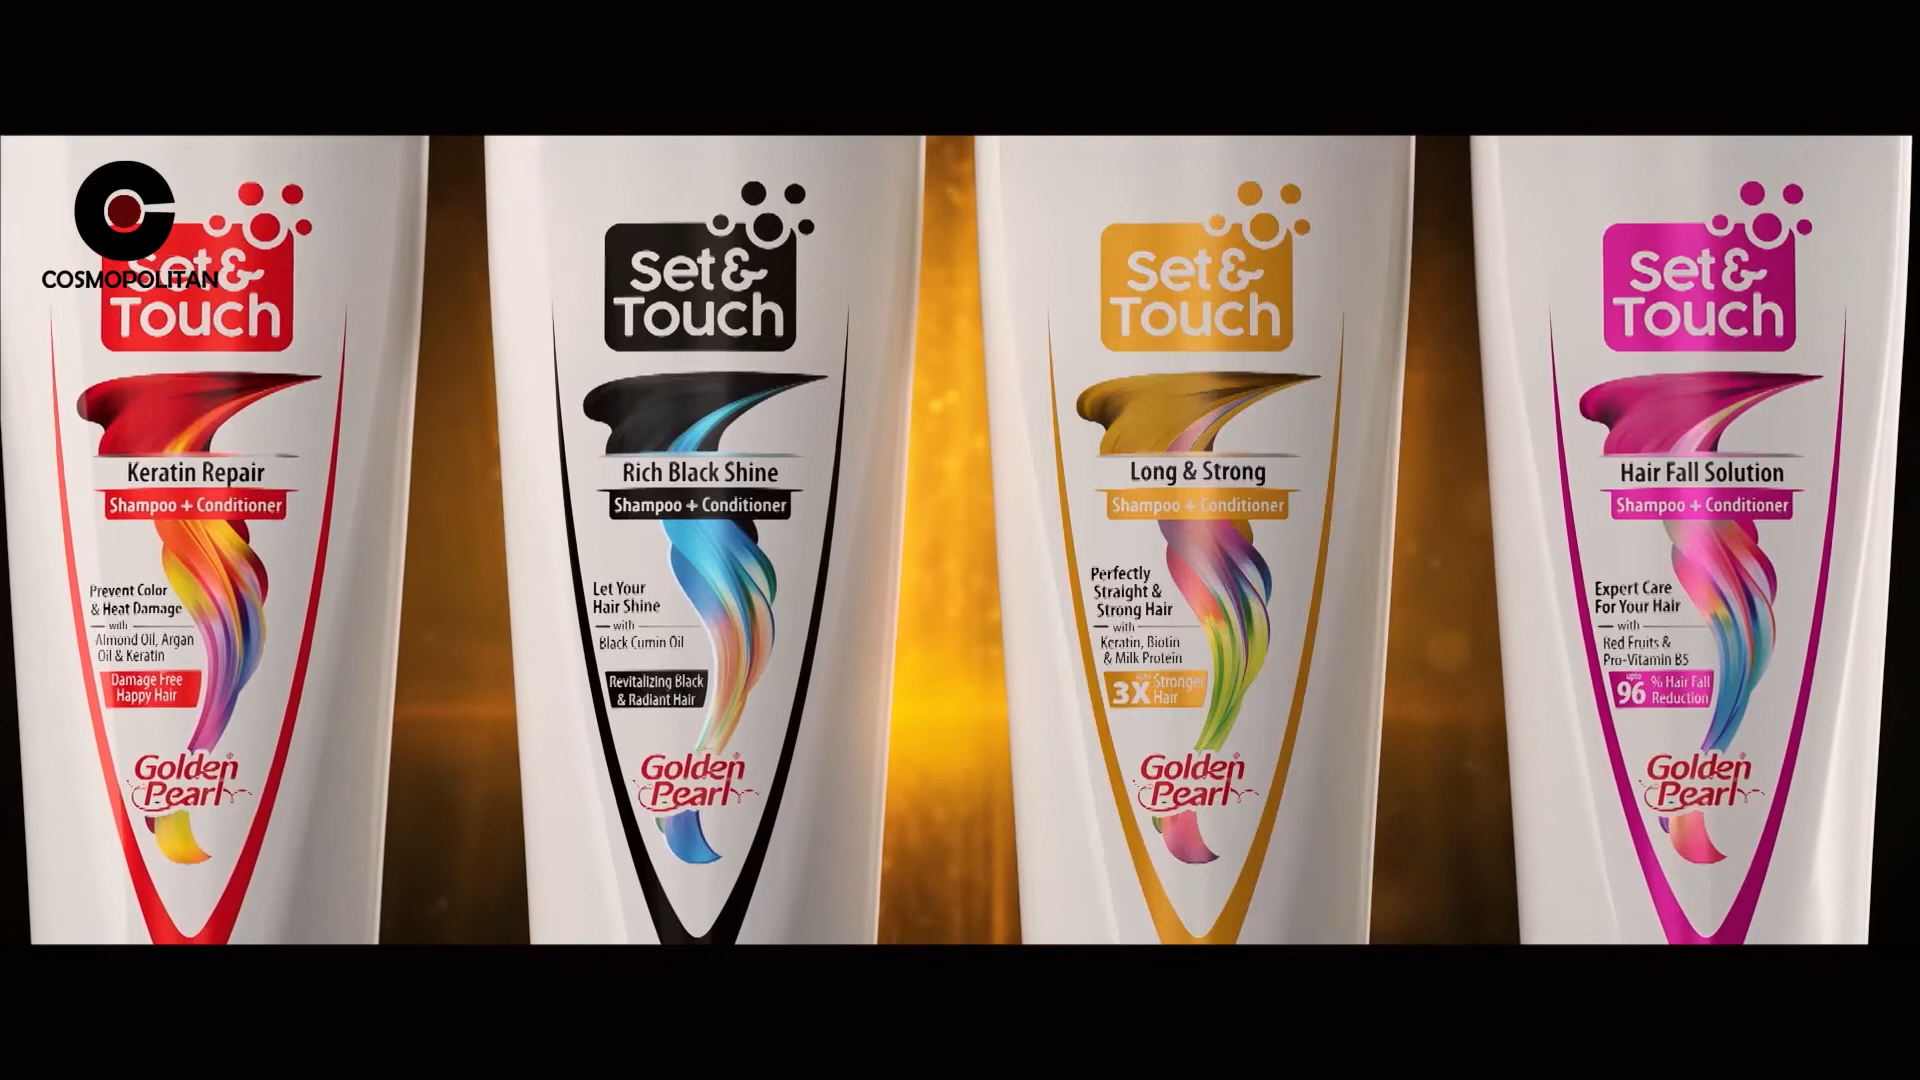 COSMOPOLITAN
Set &
Touch
Keratin Repair
Shampoo + Conditioner
Prevent Color
& Heat Damage
with
Almond Oil, Argan
Oil & Keratin
Damage Free
Happy Hair
Golden
Pearl
Set &
Touch
Rich Black Shine
Shampoo + Conditioner
Let Your
Hair Shine
with
Black Cumin Oil
Revitalizing Black
& Radiant Hair
Golden®
Pearl
Set &
Touch
Long & Strong
Shampoo + Conditioner
Perfectly
Straight &
Strong Hair
with
Keratin, Biotin
& Milk Protein
3X Stronger
Hair
Golden®
Pearl
Set &
Touch
Hair Fall Solution
Shampoo + Conditioner
Expert Care
For Your Hair
with
Red Fruits &
Pro-Vitamin B5
upto
96 % Hair Fall
Reduction
Golden®
Pearl